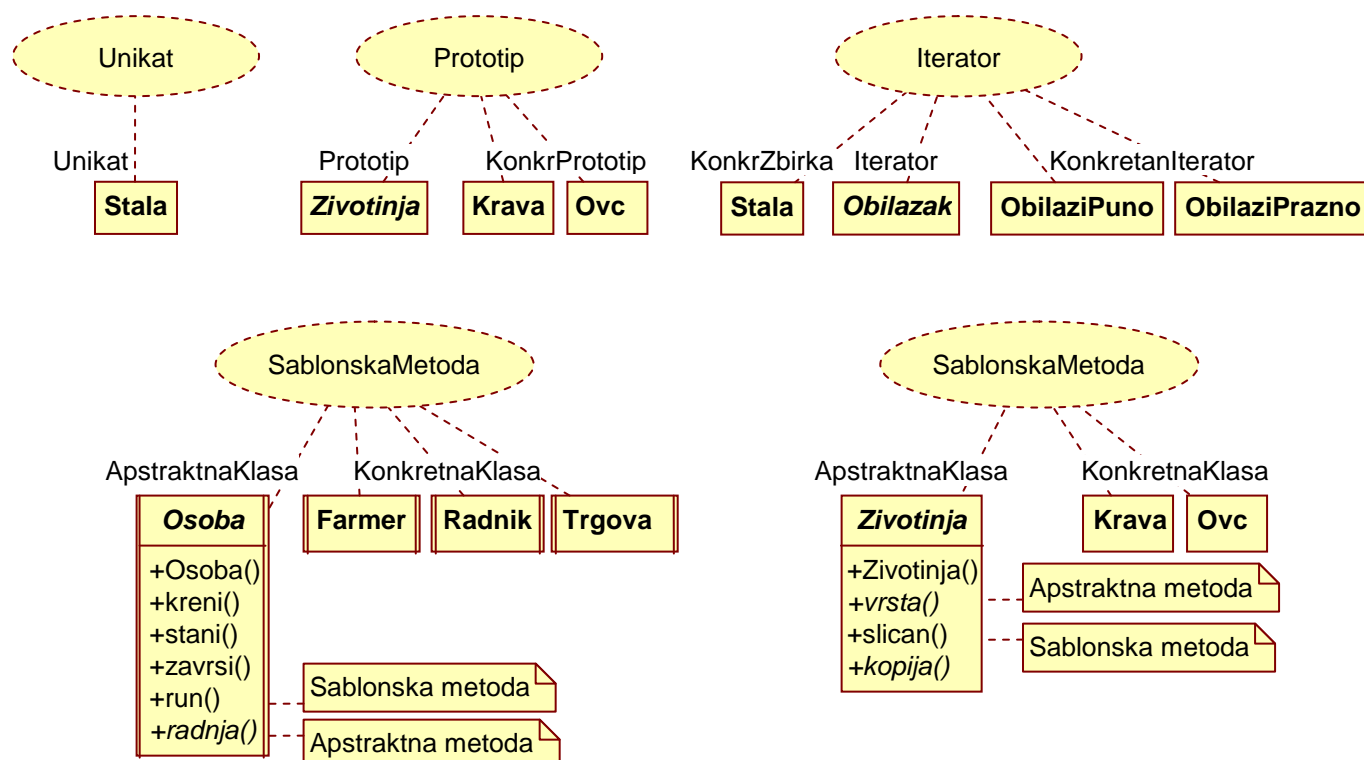 Unikat
Prototip
Iterator
Unikat
Prototip
KonkrPrototip
KonkrZbirka
Iterator
KonkretanIterator
Stala
Zivotinja
Krava
Ovc
Stala
Obilazak
ObilaziPuno
ObilaziPrazno
SablonskaMetoda
ApstraktnaKlasa
KonkretnaKlasa
Osoba
Farmer
Radnik
Trgova
+Osoba()
+kreni()
+stani()
+zavrsi()
+run()
+radnja()
Sablonska metoda
Apstraktna metoda
SablonskaMetoda
ApstraktnaKlasa
KonkretnaKlasa
Zivotinja
Krava
Ovc
+Zivotinja()
+vrsta()
+slican()
+kopija()
Apstraktna metoda
Sablonska metoda